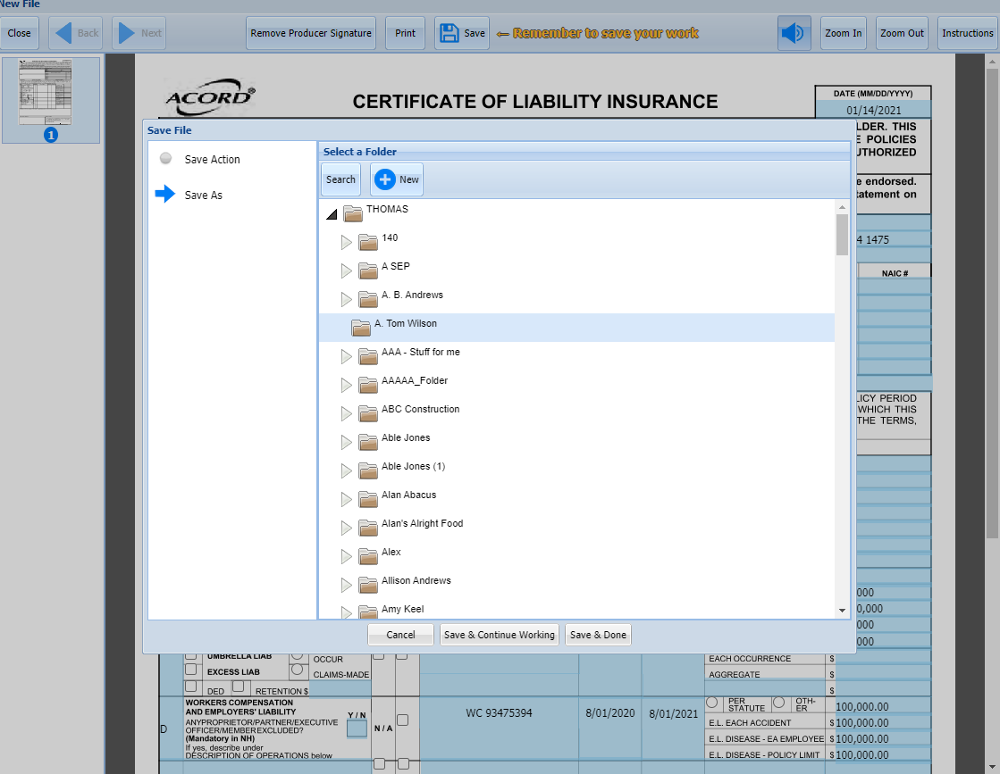 New File
Close
Back
Next
Remove Producer Signature
Print
Save
Remember to save your work
Zoom In
Zoom Out
Instructions
1
ACORD®
CERTIFICATE OF LIABILITY INSURANCE
DATE (MM/DD/YYYY)
01/14/2021
LDER. THIS
POLICIES
UTHORIZED
e endorsed.
tatement on
4 1475
NAIC #
LICY PERIOD
WHICH THIS
THE TERMS,
Save File
Save Action
Save As
Select a Folder
Search
New
THOMAS
140
A SEP
A. B. Andrews
A. Tom Wilson
AAA - Stuff for me
AAAAA_Folder
ABC Construction
Able Jones
Able Jones (1)
Alan Abacus
Alan's Alright Food
Alex
Allison Andrews
Amy Keel
000
0,000
000
000
Cancel
Save & Continue Working
Save & Done
UMBRELLA LIAB
OCCUR
EACH OCCURRENCE
$
EXCESS LIAB
CLAIMS-MADE
AGGREGATE
$
DED
RETENTION $
$
D
WORKERS COMPENSATION
AND EMPLOYERS' LIABILITY
ANYPROPRIETOR/PARTNER/EXECUTIVE
OFFICER/MEMBER EXCLUDED?
(Mandatory in NH)
If yes, describe under
DESCRIPTION OF OPERATIONS below
Y / N
N / A
WC 93475394
8/01/2020
8/01/2021
PER
STATUTE
OTH-
ER
100,000.00
E.L. EACH ACCIDENT
$ 100,000.00
E.L. DISEASE - EA EMPLOYEE
$ 100,000.00
E.L. DISEASE - POLICY LIMIT
$ 100,000.00